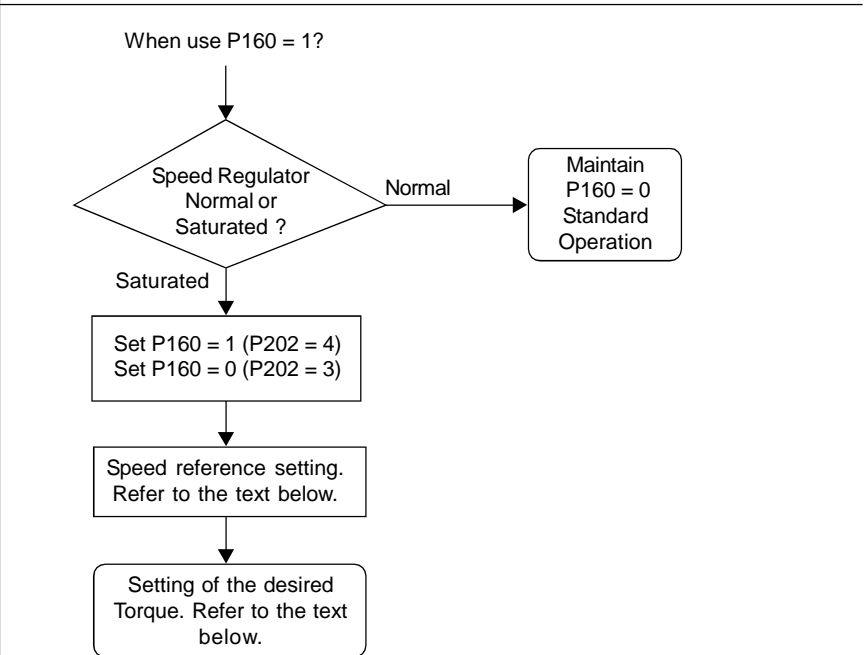 When use P160 = 1?
Speed Regulator
Normal or
Saturated ?
Normal
Maintain
P160 = 0
Standard
Operation
Saturated
Set P160 = 1 (P202 = 4)
Set P160 = 0 (P202 = 3)
Speed reference setting.
Refer to the text below.
Setting of the desired
Torque. Refer to the text
below.